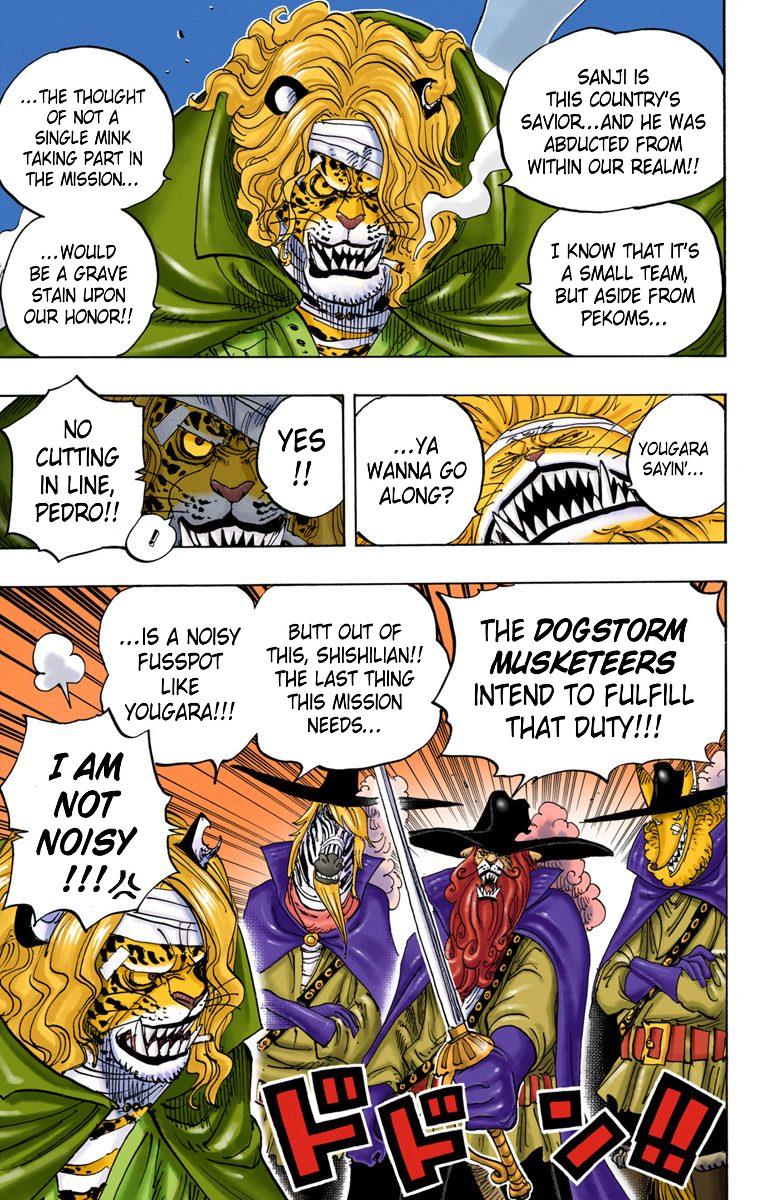 SANJI IS
THIS COUNTRY'S
SAVIOR...AND HE WAS
ABDUCTED FROM
WITHIN OUR REALM!!
I KNOW THAT IT'S
A SMALL TEAM,
BUT ASIDE FROM
PEKOMS...
...THE THOUGHT
OF NOT A
SINGLE MINK
TAKING PART IN
THE MISSION...
...WOULD
BE A GRAVE
STAIN UPON
OUR HONOR!!
YOUGARA
SAYIN'...
...YA
WANNA GO
ALONG?
YES
!!
NO
CUTTING
IN LINE,
PEDRO!!
!
THE DOGSTORM
MUSKETEERS
INTEND TO FULFILL
THAT DUTY!!!
BUTT OUT OF
THIS, SHISHILIAN!!
THE LAST THING
THIS MISSION
NEEDS...
...IS A NOISY
FUSSPOT
LIKE
YOUGARA!!!
I AM
NOT
NOISY
!!!
ドドン!!